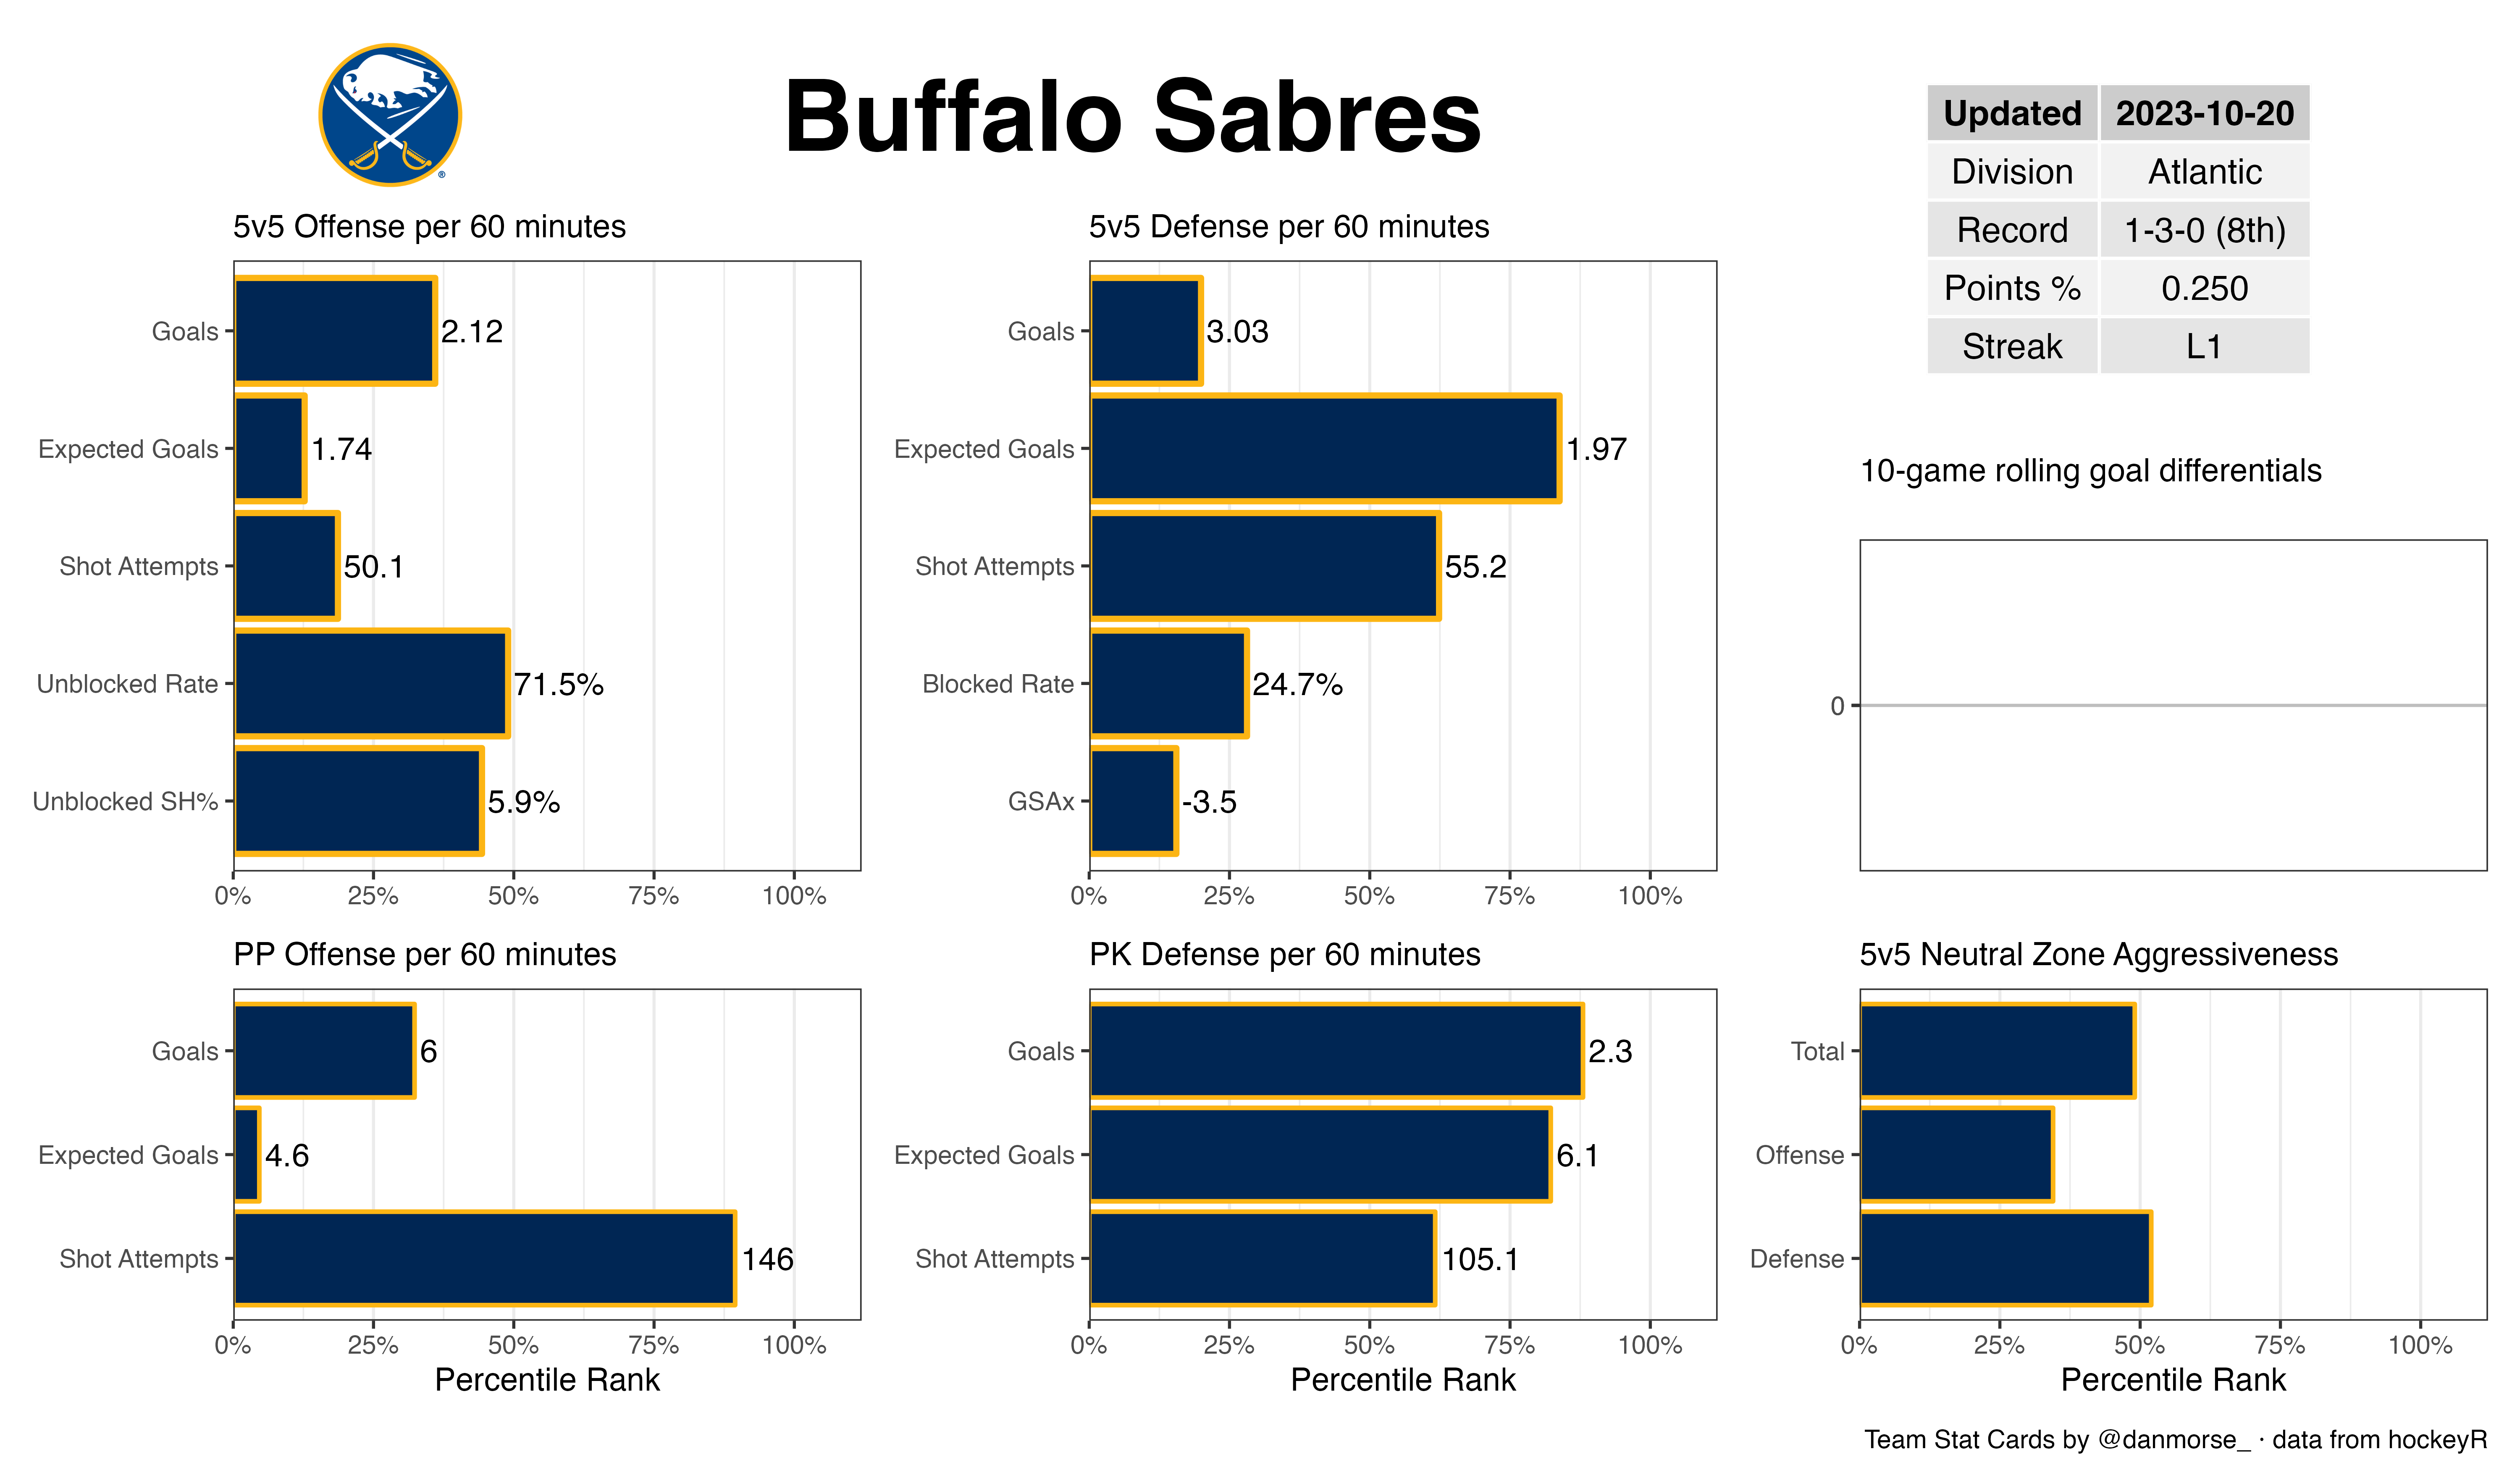 Buffalo Sabres
®
Updated 2023-10-20
Division Atlantic
Record 1-3-0 (8th)
Points % 0.250
Streak L1
5v5 Offense per 60 minutes
Goals 2.12
Expected Goals 1.74
Shot Attempts 50.1
Unblocked Rate 71.5%
Unblocked SH% 5.9%
0% 25% 50% 75% 100%
5v5 Defense per 60 minutes
Goals 3.03
Expected Goals 1.97
Shot Attempts 55.2
Blocked Rate 24.7%
GSAx -3.5
0% 25% 50% 75% 100%
10-game rolling goal differentials
0
PP Offense per 60 minutes
Goals 6
Expected Goals 4.6
Shot Attempts 146
0% 25% 50% 75% 100%
Percentile Rank
PK Defense per 60 minutes
Goals 2.3
Expected Goals 6.1
Shot Attempts 105.1
0% 25% 50% 75% 100%
Percentile Rank
5v5 Neutral Zone Aggressiveness
Total
Offense
Defense
0% 25% 50% 75% 100%
Percentile Rank
Team Stat Cards by @danmorse_ · data from hockeyR